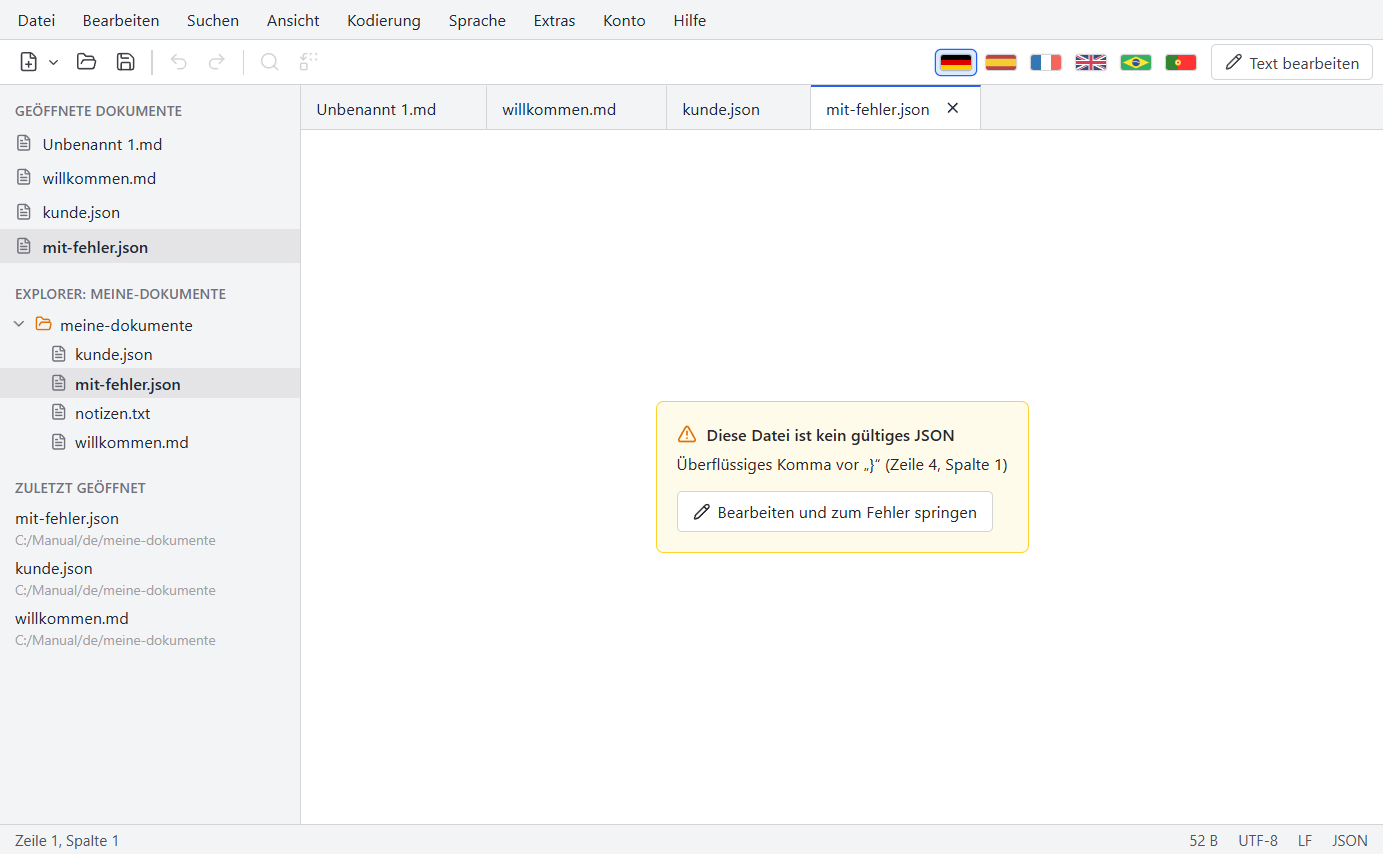 Datei Bearbeiten Suchen Ansicht Kodierung Sprache Extras Konto Hilfe
Text bearbeiten
GEÖFFNETE DOKUMENTE
Unbenannt 1.md
willkommen.md
kunde.json
mit-fehler.json
EXPLORER: MEINE-DOKUMENTE
meine-dokumente
kunde.json
mit-fehler.json
notizen.txt
willkommen.md
ZULETZT GEÖFFNET
mit-fehler.json
C:/Manual/de/meine-dokumente
kunde.json
C:/Manual/de/meine-dokumente
willkommen.md
C:/Manual/de/meine-dokumente
Unbenannt 1.md willkommen.md kunde.json mit-fehler.json
Diese Datei ist kein gültiges JSON
Überflüssiges Komma vor „}“ (Zeile 4, Spalte 1)
Bearbeiten und zum Fehler springen
Zeile 1, Spalte 1 52 B UTF-8 LF JSON